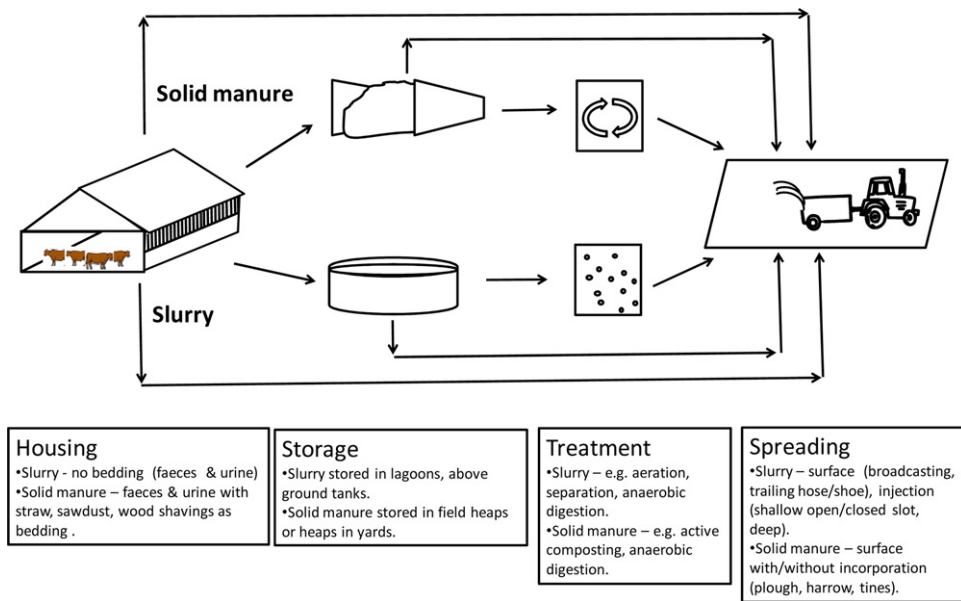 Solid manure
Slurry
Housing
•Slurry - no bedding (faeces & urine)
•Solid manure – faeces & urine with
straw, sawdust, wood shavings as
bedding .
Storage
•Slurry stored in lagoons, above
ground tanks.
•Solid manure stored in field heaps
or heaps in yards.
Treatment
•Slurry – e.g. aeration,
separation, anaerobic
digestion.
•Solid manure – e.g. active
composting, anaerobic
digestion.
Spreading
•Slurry – surface (broadcasting,
trailing hose/shoe), injection
(shallow open/closed slot,
deep).
•Solid manure – surface
with/without incorporation
(plough, harrow, tines).